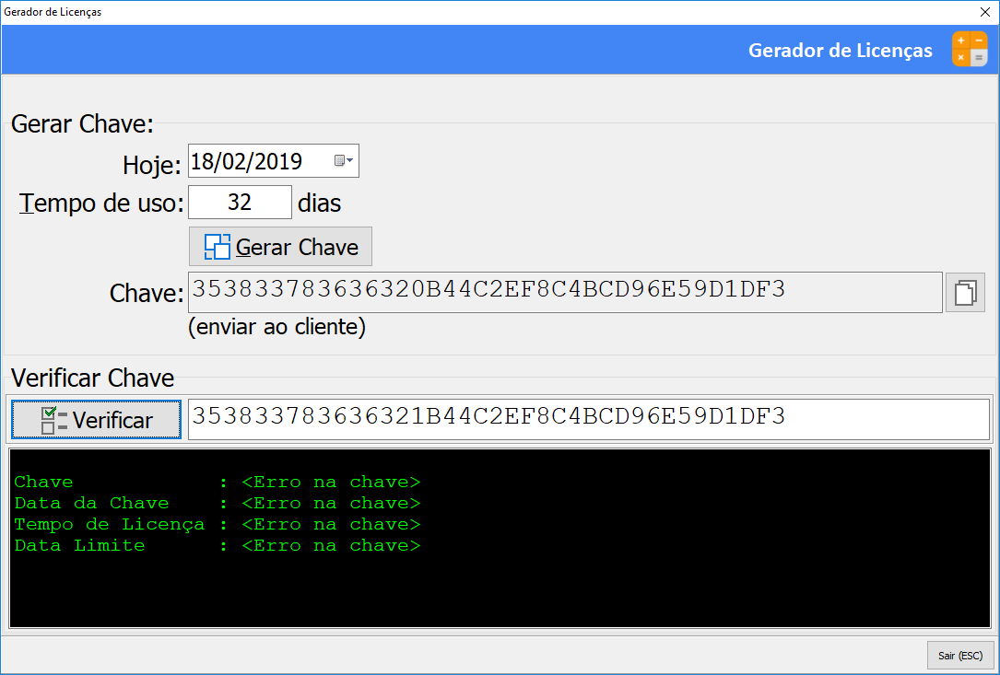 Gerador de Licenças
Gerador de Licenças
Gerar Chave:
Hoje: 18/02/2019
Tempo de uso: 32 dias
Gerar Chave
Chave: 353833783636320B44C2EF8C4BCD96E59D1DF3
(enviar ao cliente)
Verificar Chave
Verificar 353833783636321B44C2EF8C4BCD96E59D1DF3
Chave : <Erro na chave>
Data da Chave : <Erro na chave>
Tempo de Licença : <Erro na chave>
Data Limite : <Erro na chave>
Sair (ESC)